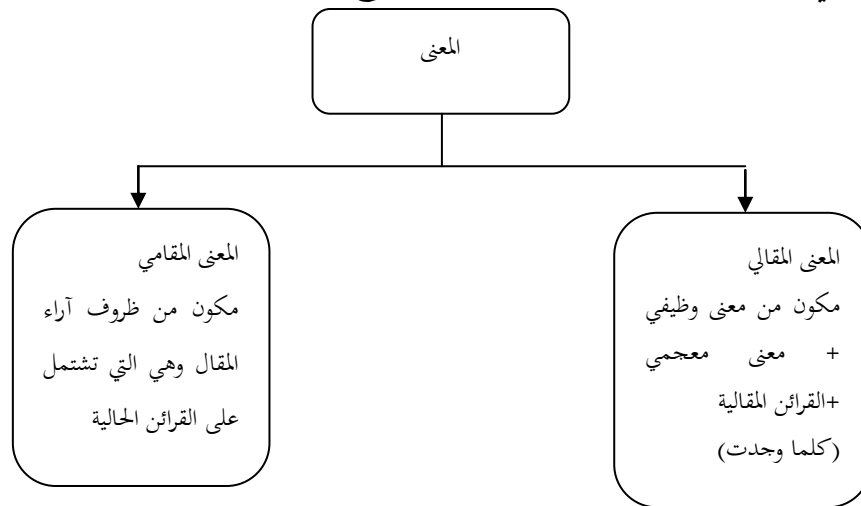 المعنى
المعنى المقالي
مكون من معنى وظيفي
+ معنى معجمي
+القرائن المقالية
(كلما وجدت)
المعنى المقامي
مكون من ظروف آراء
المقال وهي التي تشتمل
على القرائن الحالية